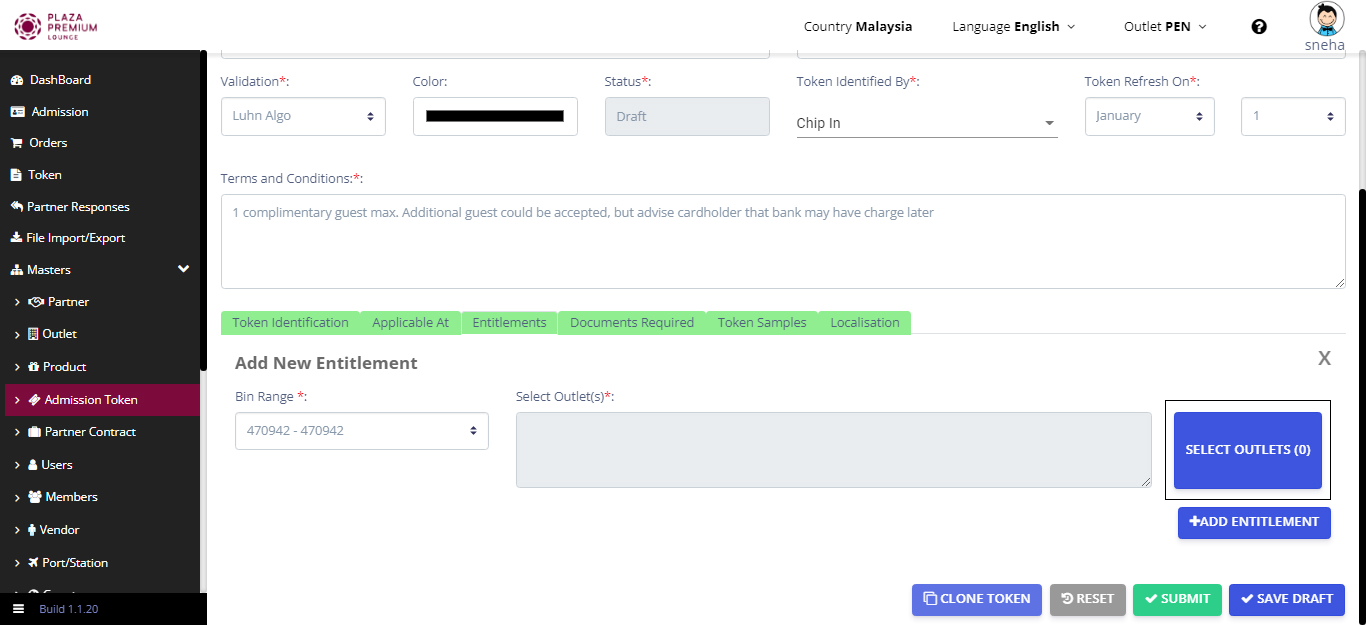 PLAZA
PREMIUM
LOUNGE
Country Malaysia
Language English
Outlet PEN
sneha
DashBoard
Admission
Orders
Token
Partner Responses
File Import/Export
Masters
Partner
Outlet
Product
Admission Token
Partner Contract
Users
Members
Vendor
Port/Station
Build 1.1.20
Validation*:
Color:
Status*:
Token Identified By*:
Token Refresh On*:
Luhn Algo
Draft
Chip In
January
1
Terms and Conditions:*:
1 complimentary guest max. Additional guest could be accepted, but advise cardholder that bank may have charge later
Token Identification
Applicable At
Entitlements
Documents Required
Token Samples
Localisation
Add New Entitlement
X
Bin Range *:
Select Outlet(s)*:
470942 - 470942
SELECT OUTLETS (0)
+ADD ENTITLEMENT
CLONE TOKEN
RESET
SUBMIT
SAVE DRAFT